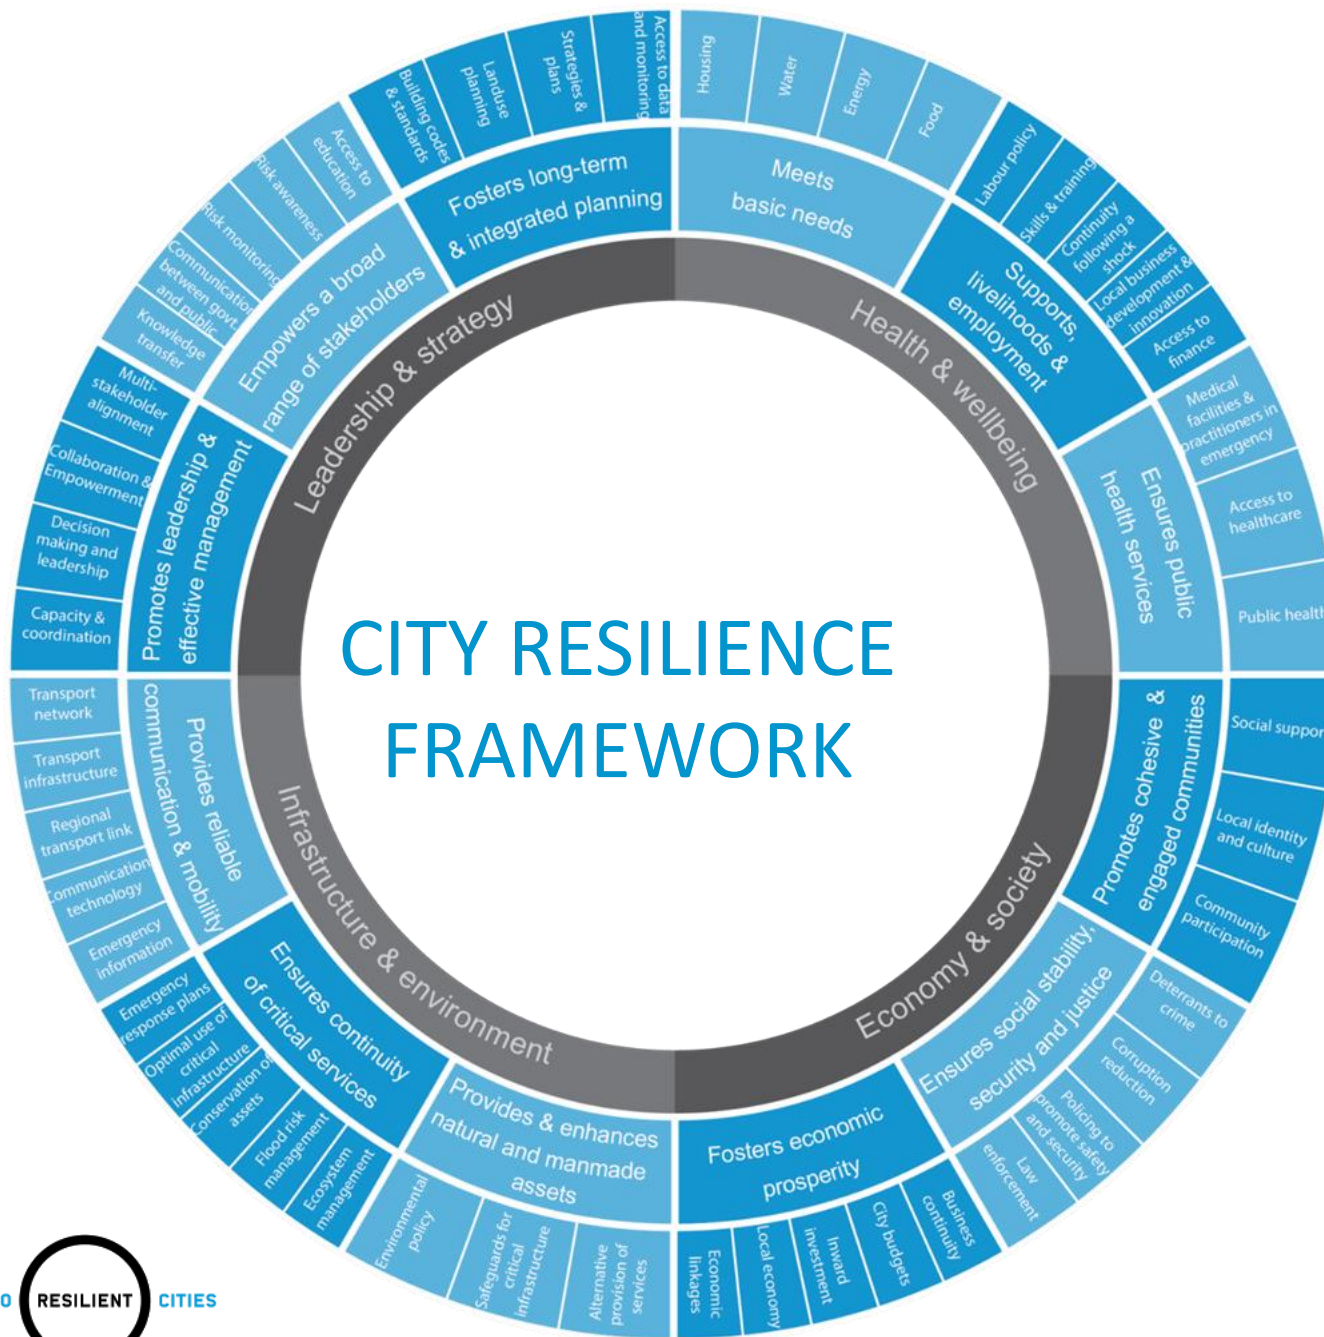 CITY RESILIENCE
FRAMEWORK
Health & wellbeing
Economy & society
Infrastructure & environment
Leadership & strategy
Meets
basic needs
Housing
Water
Energy
Food
Supports,
livelihoods &
employment
Labour policy
Skills & training
Continuity
following a
shock
Local business
development &
innovation
Access to
finance
Ensures public
health services
Medical
facilities &
practitioners in
emergency
Access to
healthcare
Public health
Promotes cohesive &
engaged communities
Social suppor
Local identity
and culture
Community
participation
Ensures social stability,
security and justice
Deterrants to
crime
Corruption
reduction
Policing to
promote safety
and security
Law
enforcement
Fosters economic
prosperity
Business
continuity
City budgets
Inward
investment
Local economy
Economic
linkages
Provides & enhances
natural and manmade
assets
Alternative
provision of
services
Safeguards for
critical
Infrastructure
Environmental
policy
Ensures continuity
of critical services
Ecosystem
management
Flood risk
management
Conservation of
assets
Optimal use of
critical
infrastructure
Emergency
response plans
Provides reliable
communication & mobility
Emergency
information
Communication
technology
Regional
transport link
Transport
infrastructure
Transport
network
Promotes leadership &
effective management
Capacity &
coordination
Decision
making and
leadership
Collaboration &
Empowerment
Multi-
stakeholder
alignment
Empowers a broad
range of stakeholders
Knowledge
transfer
Communication
between govt.
and public
Risk monitoring
Risk awareness
Access to
education
Fosters long-term
& integrated planning
Building codes
& standards
Landuse
planning
Strategies &
plans
Access to data
and monitoring
0 RESILIENT CITIES